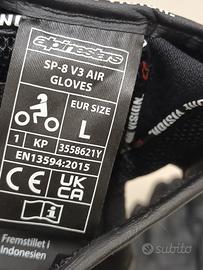 alpinestars
SP-8 V3 AIR
GLOVES
EUR SIZE
L
1 KP 3558621Y
EN13594:2015
CE UK CA
Fremstillet i
Indonesien
subito